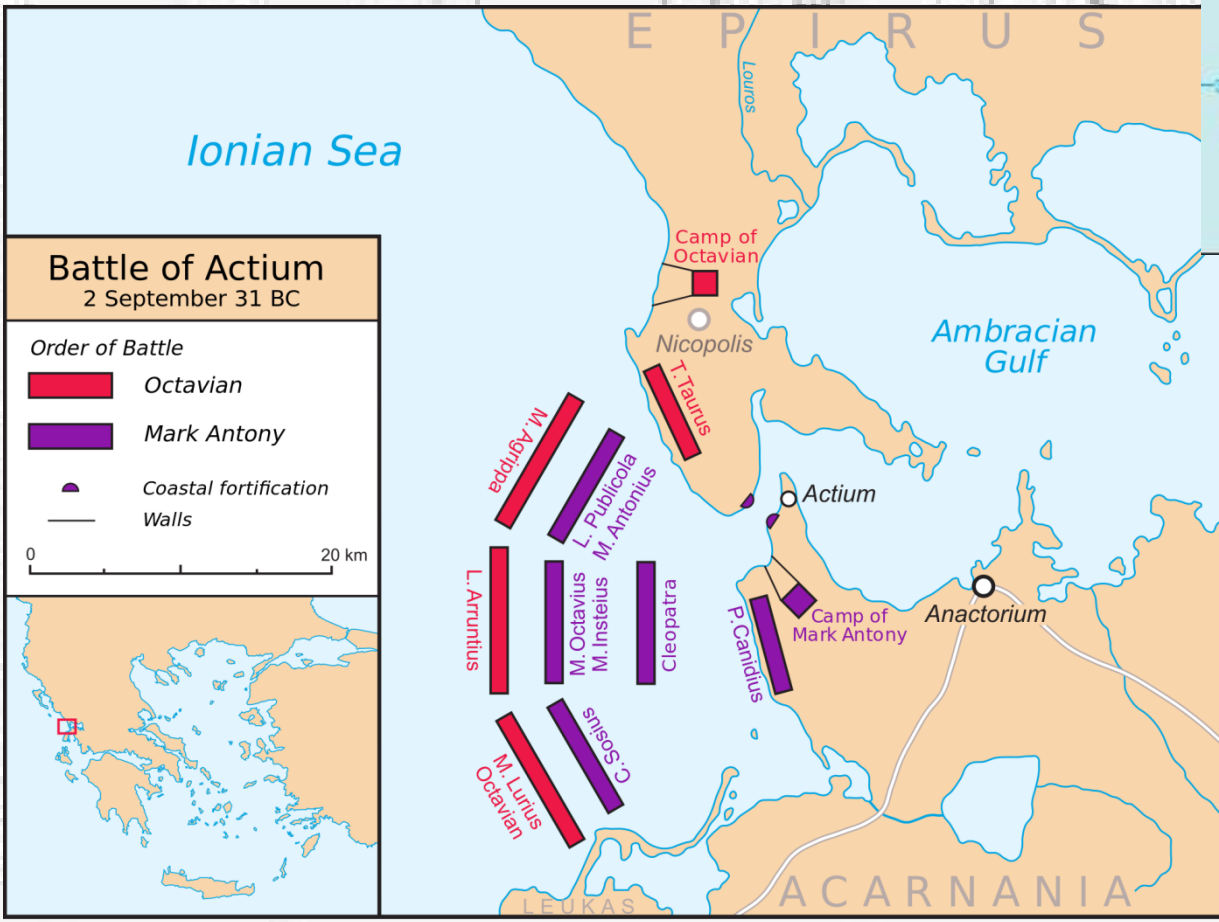 E P I R U S
Louros
Ionian Sea
Camp of
Octavian
Nicopolis
Ambracian
Gulf
Battle of Actium
2 September 31 BC
Order of Battle
Octavian
Mark Antony
Coastal fortification
Walls
0 20 km
T. Taurus
M. Agrippa
L. Publicola
M. Antonius
Actium
L. Arruntius
M. Octavius
M. Insteius
Cleopatra
P. Canidius
Camp of
Mark Antony
Anactorium
C. Sosius
M. Lurius
Octavian
LEUKAS
ACARNANIA